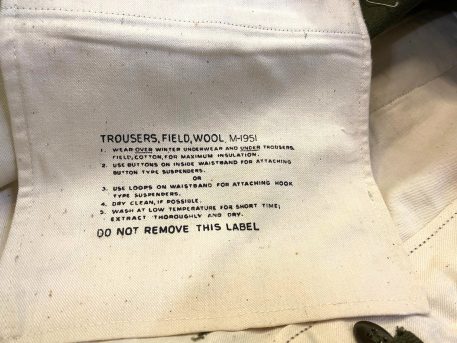 TROUSERS, FIELD, WOOL, M-1951
1. WEAR OVER WINTER UNDERWEAR AND UNDER TROUSERS,
FIELD, COTTON, FOR MAXIMUM INSULATION.
2. USE BUTTONS ON INSIDE WAISTBAND FOR ATTACHING
BUTTON TYPE SUSPENDERS.
OR
3. USE LOOPS ON WAISTBAND FOR ATTACHING HOOK
TYPE SUSPENDERS.
4. DRY CLEAN, IF POSSIBLE.
5. WASH AT LOW TEMPERATURE FOR SHORT TIME;
EXTRACT THOROUGHLY AND DRY.
DO NOT REMOVE THIS LABEL